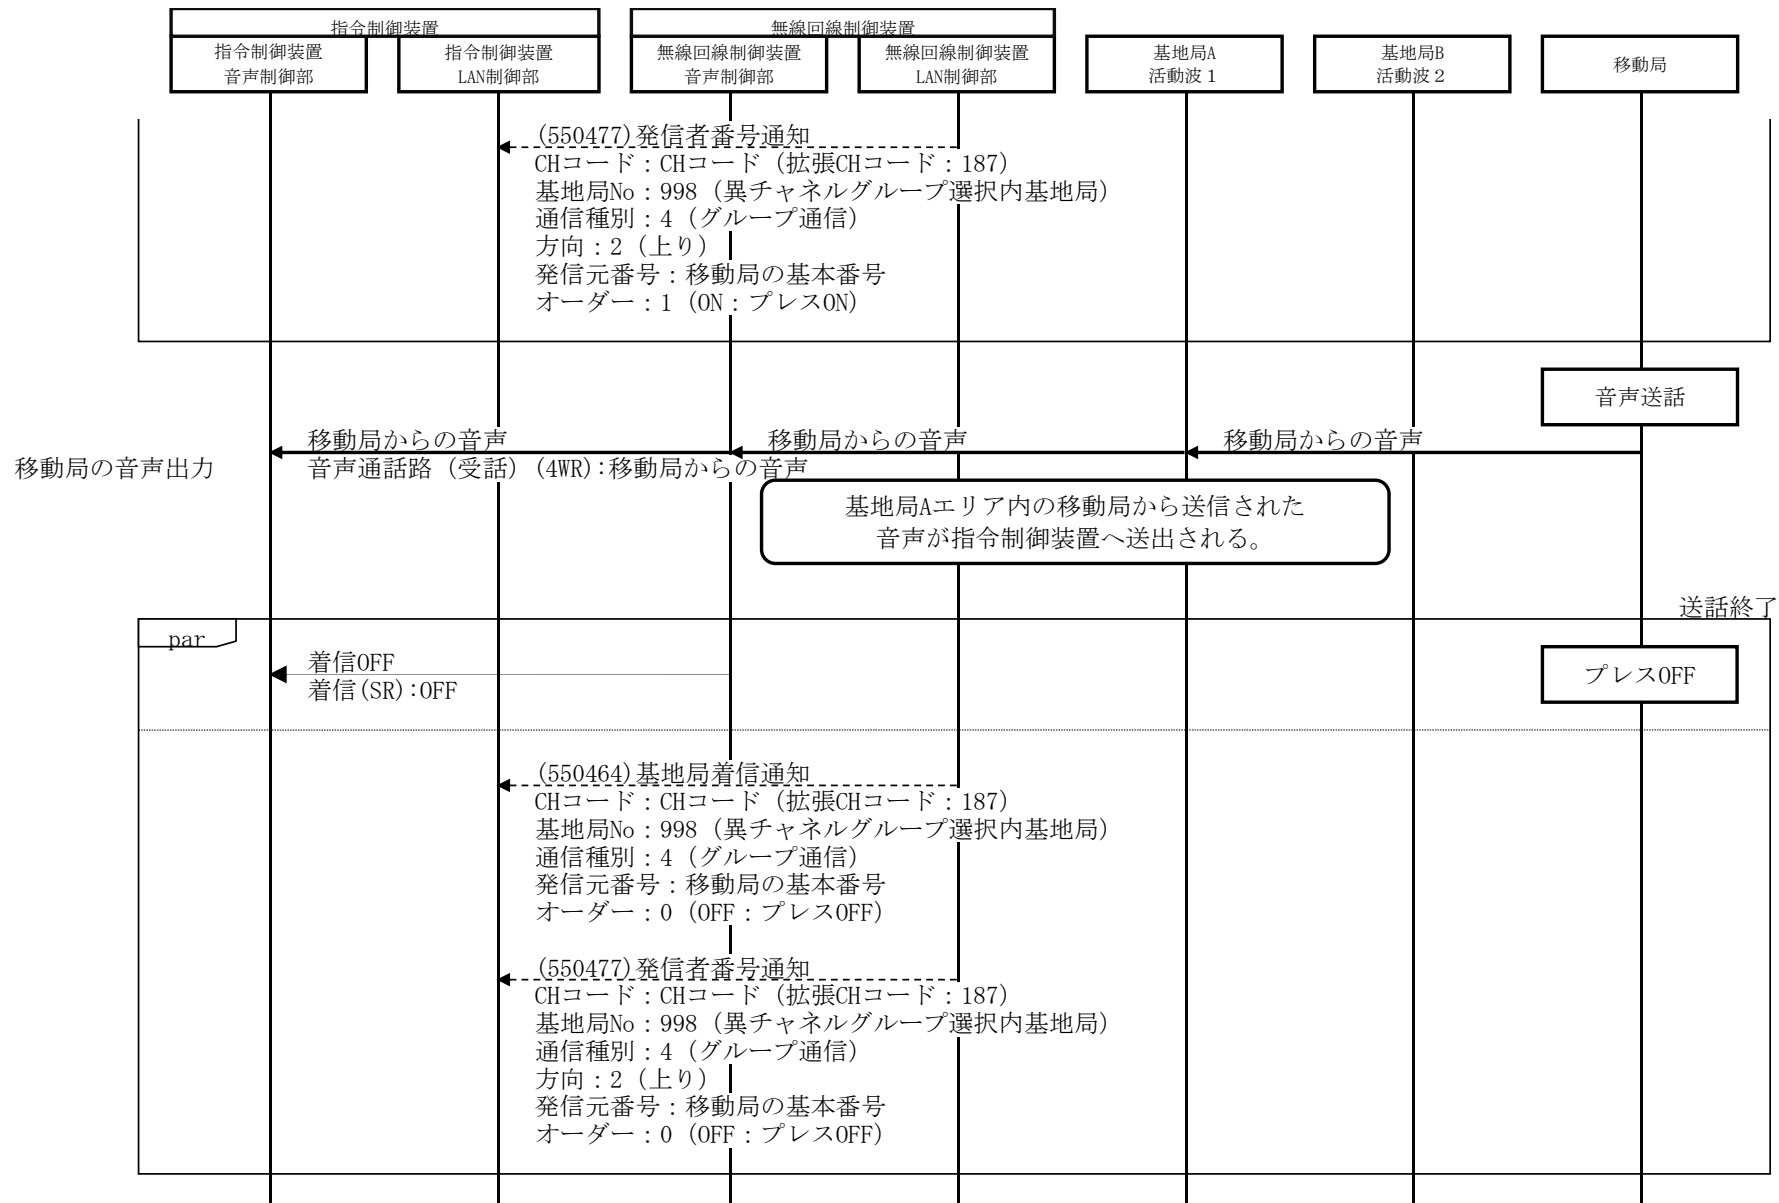 指令制御装置
無線回線制御装置
指令制御装置
音声制御部
指令制御装置
LAN制御部
無線回線制御装置
音声制御部
無線回線制御装置
LAN制御部
基地局A
活動波１
基地局B
活動波２
移動局
(550477)発信者番号通知
CHコード：CHコード（拡張CHコード：187）
基地局No：998（異チャネルグループ選択内基地局）
通信種別：4（グループ通信）
方向：2（上り）
発信元番号：移動局の基本番号
オーダー：1（ON：プレスON）
音声送話
移動局からの音声
移動局からの音声
移動局からの音声
移動局の音声出力
音声通話路（受話）(4WR):移動局からの音声
基地局Aエリア内の移動局から送信された
音声が指令制御装置へ送出される。
送話終了
par
着信OFF
着信(SR):OFF
プレスOFF
(550464)基地局着信通知
CHコード：CHコード（拡張CHコード：187）
基地局No：998（異チャネルグループ選択内基地局）
通信種別：4（グループ通信）
発信元番号：移動局の基本番号
オーダー：0（OFF：プレスOFF）
(550477)発信者番号通知
CHコード：CHコード（拡張CHコード：187）
基地局No：998（異チャネルグループ選択内基地局）
通信種別：4（グループ通信）
方向：2（上り）
発信元番号：移動局の基本番号
オーダー：0（OFF：プレスOFF）